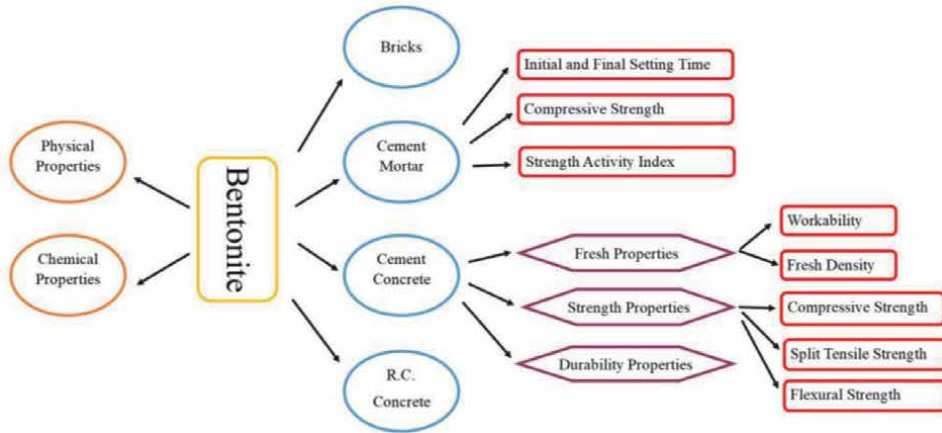 Physical
Properties
Chemical
Properties
Bentonite
Bricks
Cement
Mortar
Cement
Concrete
R.C.
Concrete
Initial and Final Setting Time
Compressive Strength
Strength Activity Index
Fresh Properties
Strength Properties
Durability Properties
Workability
Fresh Density
Compressive Strength
Split Tensile Strength
Flexural Strength